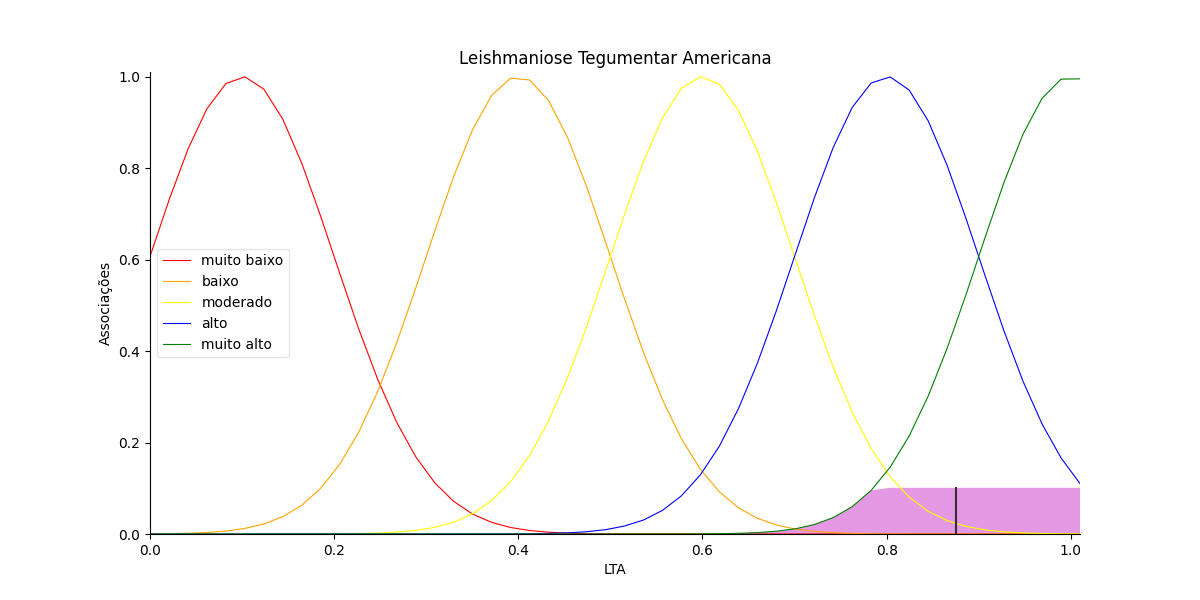 Leishmaniose Tegumentar Americana
1.0
0.8
0.6
0.4
0.2
0.0
Associações
muito baixo
baixo
moderado
alto
muito alto
0.0 0.2 0.4 0.6 0.8 1.0
LTA